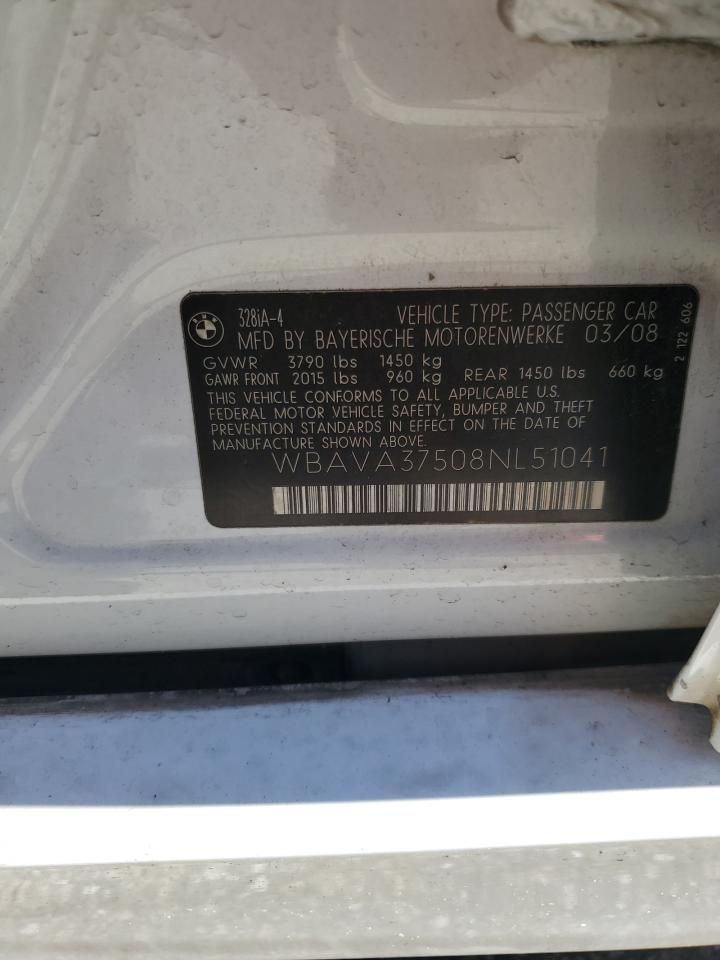 BMW
328iA-4 VEHICLE TYPE: PASSENGER CAR
MFD BY BAYERISCHE MOTORENWERKE 03/08
GVWR 3790 lbs 1450 kg
GAWR FRONT 2015 lbs 960 kg REAR 1450 lbs 660 kg
THIS VEHICLE CONFORMS TO ALL APPLICABLE U.S.
FEDERAL MOTOR VEHICLE SAFETY, BUMPER AND THEFT
PREVENTION STANDARDS IN EFFECT ON THE DATE OF
MANUFACTURE SHOWN ABOVE.
WBAVA37508NL51041
2 122 606